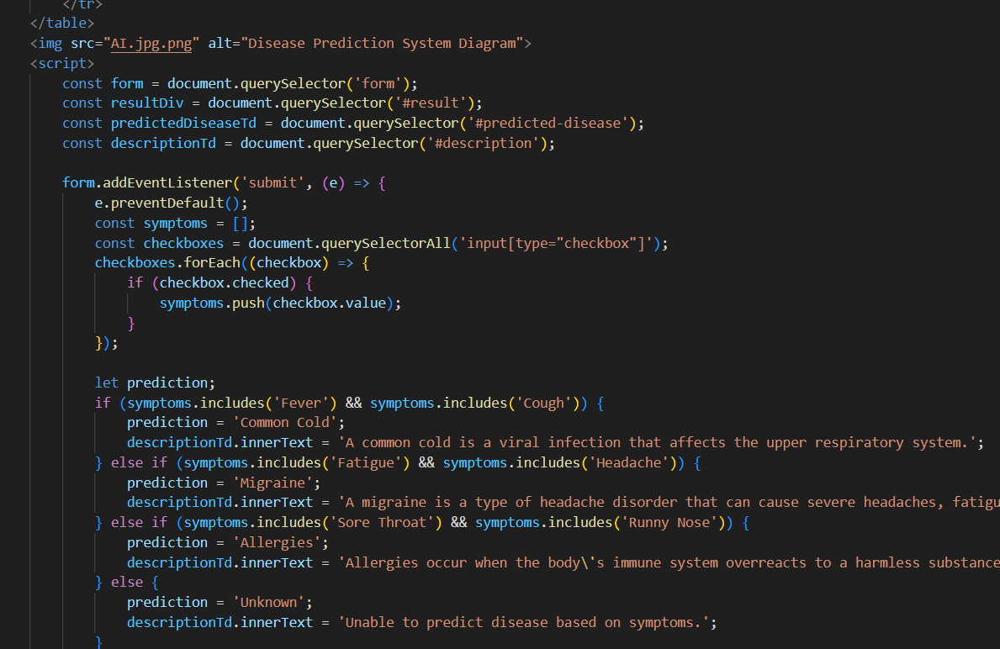 </tr>
</table>
<img src="AI.jpg.png" alt="Disease Prediction System Diagram">
<script>
const form = document.querySelector('form');
const resultDiv = document.querySelector('#result');
const predictedDiseaseTd = document.querySelector('#predicted-disease');
const descriptionTd = document.querySelector('#description');
form.addEventListener('submit', (e) => {
e.preventDefault();
const symptoms = [];
const checkboxes = document.querySelectorAll('input[type="checkbox"]');
checkboxes.forEach((checkbox) => {
if (checkbox.checked) {
symptoms.push(checkbox.value);
}
});
let prediction;
if (symptoms.includes('Fever') && symptoms.includes('Cough')) {
prediction = 'Common Cold';
descriptionTd.innerText = 'A common cold is a viral infection that affects the upper respiratory system.';
} else if (symptoms.includes('Fatigue') && symptoms.includes('Headache')) {
prediction = 'Migraine';
descriptionTd.innerText = 'A migraine is a type of headache disorder that can cause severe headaches, fatigu
} else if (symptoms.includes('Sore Throat') && symptoms.includes('Runny Nose')) {
prediction = 'Allergies';
descriptionTd.innerText = 'Allergies occur when the body\'s immune system overreacts to a harmless substance
} else {
prediction = 'Unknown';
descriptionTd.innerText = 'Unable to predict disease based on symptoms.';
}